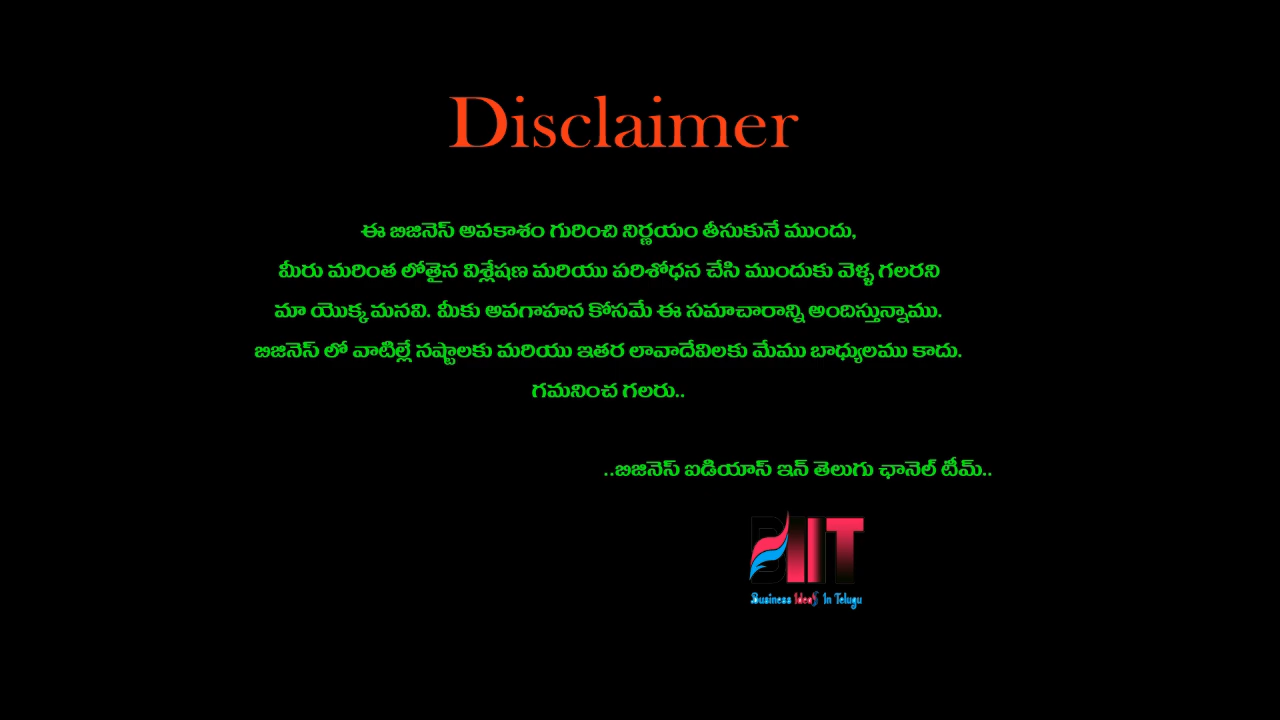 Disclaimer
ఈ బిజినెస్ అవకాశం గురించి నిర్ణయం తీసుకునే ముందు,
మీరు మరింత లోతైన విశ్లేషణ మరియు పరిశోధన చేసి ముందుకు వెళ్ళ గలరని
మా యొక్క మనవి. మీకు అవగాహన కోసమే ఈ సమాచారాన్ని అందిస్తున్నాము.
బిజినెస్ లో వాటిల్లే నష్టాలకు మరియు ఇతర లావాదేవిలకు మేము బాధ్యులము కాదు.
గమనించ గలరు..
..బిజినెస్ ఐడియాస్ ఇన్ తెలుగు ఛానెల్ టీమ్..
BIIT
Business Ideas In Telugu